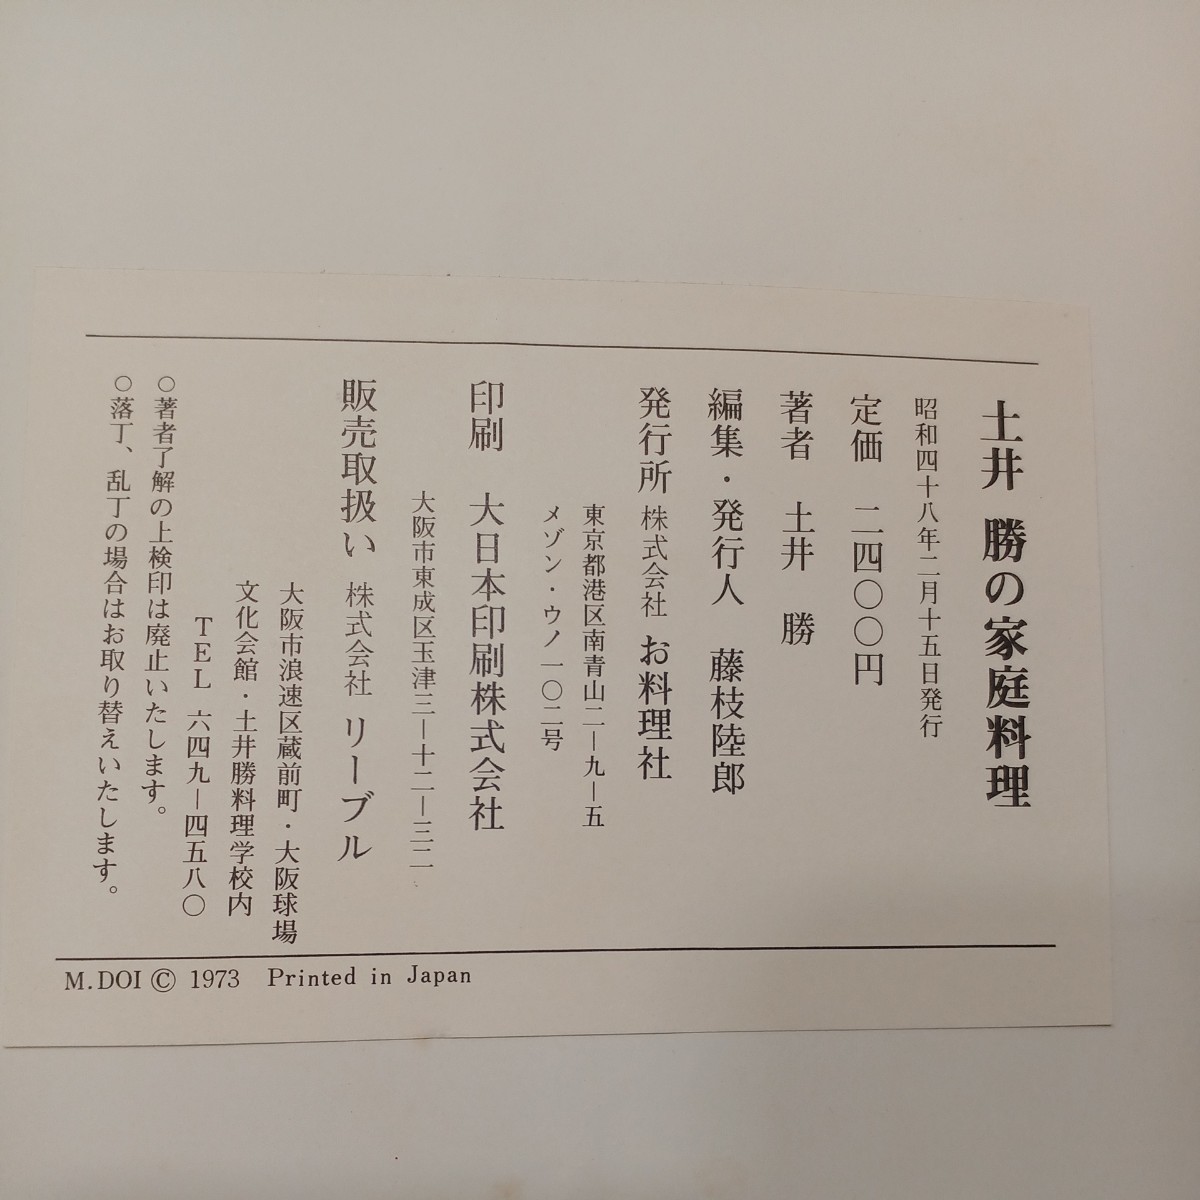 土井 勝の家庭料理
昭和四十八年二月十五日発行
定価 二四〇〇円
著者 土井 勝
編集・発行人 藤枝陸郎
発行所 株式会社 お料理社
東京都港区南青山二ー九ー五
メゾン・ウノ一〇二号
印刷 大日本印刷株式会社
大阪市東成区玉津三ー十二ー三二
販売取扱い 株式会社 リーブル
大阪市浪速区蔵前町・大阪球場
文化会館・土井勝料理学校内
TEL 六四九ー四五八〇
○著者了解の上検印は廃止いたします。
○落丁、乱丁の場合はお取り替えいたします。
M.DOI © 1973 Printed in Japan